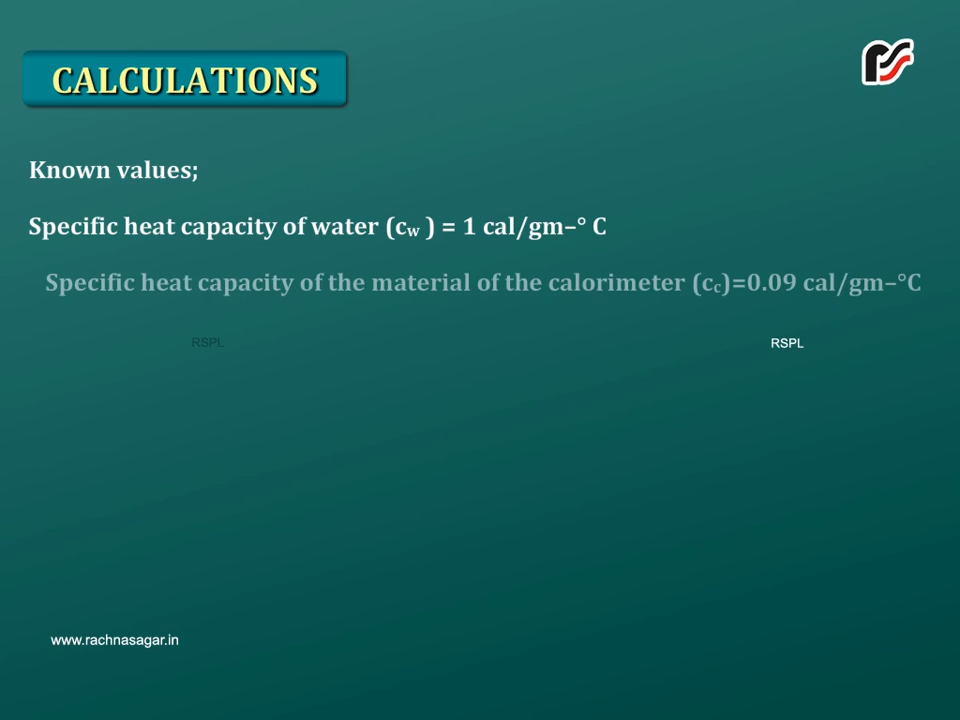 CALCULATIONS
Known values;
Specific heat capacity of water (cw ) = 1 cal/gm–° C
Specific heat capacity of the material of the calorimeter (cc)=0.09 cal/gm–°C
RSPL RSPL
www.rachnasagar.in